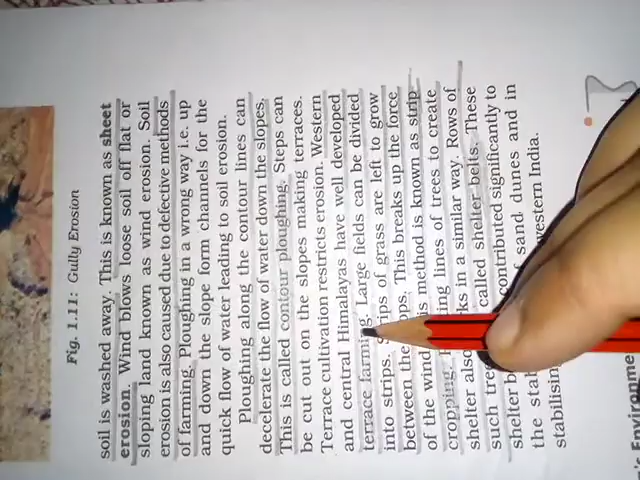 Fig. 1.11: Gully Erosion
soil is washed away. This is known as sheet
erosion. Wind blows loose soil off flat or
sloping land known as wind erosion. Soil
erosion is also caused due to defective methods
of farming. Ploughing in a wrong way i.e. up
and down the slope form channels for the
quick flow of water leading to soil erosion.
Ploughing along the contour lines can
decelerate the flow of water down the slopes.
This is called contour ploughing. Steps can
be cut out on the slopes making terraces.
Terrace cultivation restricts erosion. Western
and central Himalayas have well developed
terrace farming. Large fields can be divided
into strips. of grass are left to grow
between the This breaks up the force
of the wind method is known as strip
cropping. lines of trees to create
shelter also in a similar way. Rows of
such called shelter belts. These
shelter contributed significantly to
the sand dunes and in
stabilising western India.